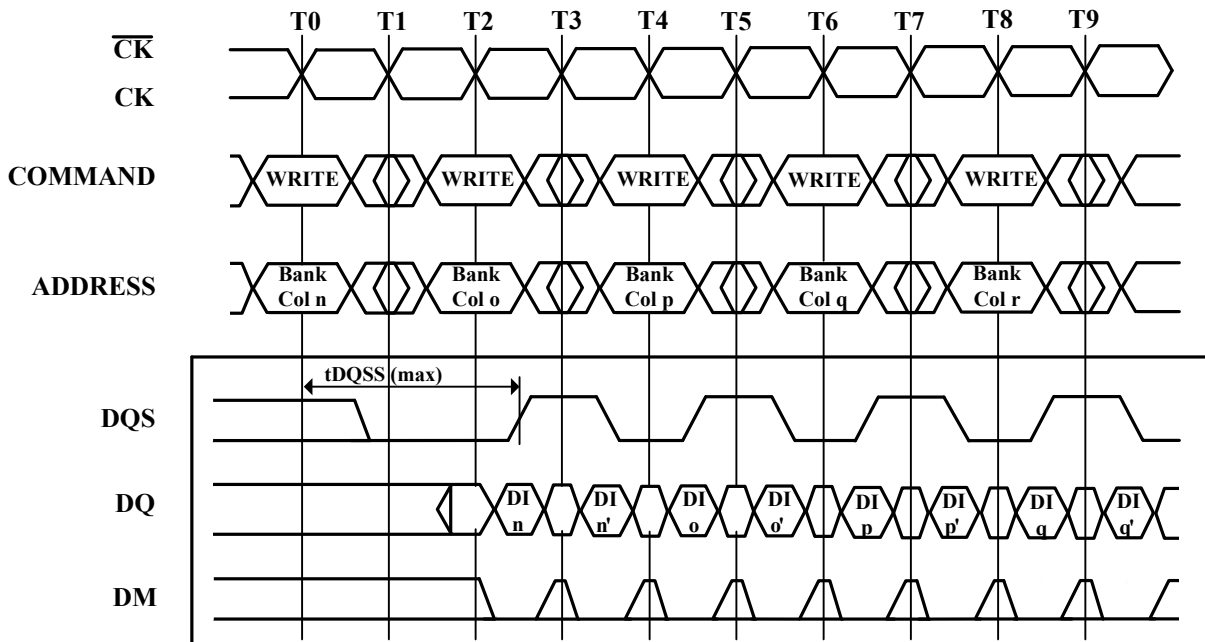 T0 T1 T2 T3 T4 T5 T6 T7 T8 T9
CK
CK
COMMAND WRITE WRITE WRITE WRITE WRITE
ADDRESS Bank Col n Bank Col o Bank Col p Bank Col q Bank Col r
tDQSS (max)
DQS
DQ DI n DI n' DI o DI o' DI p DI p' DI q DI q'
DM